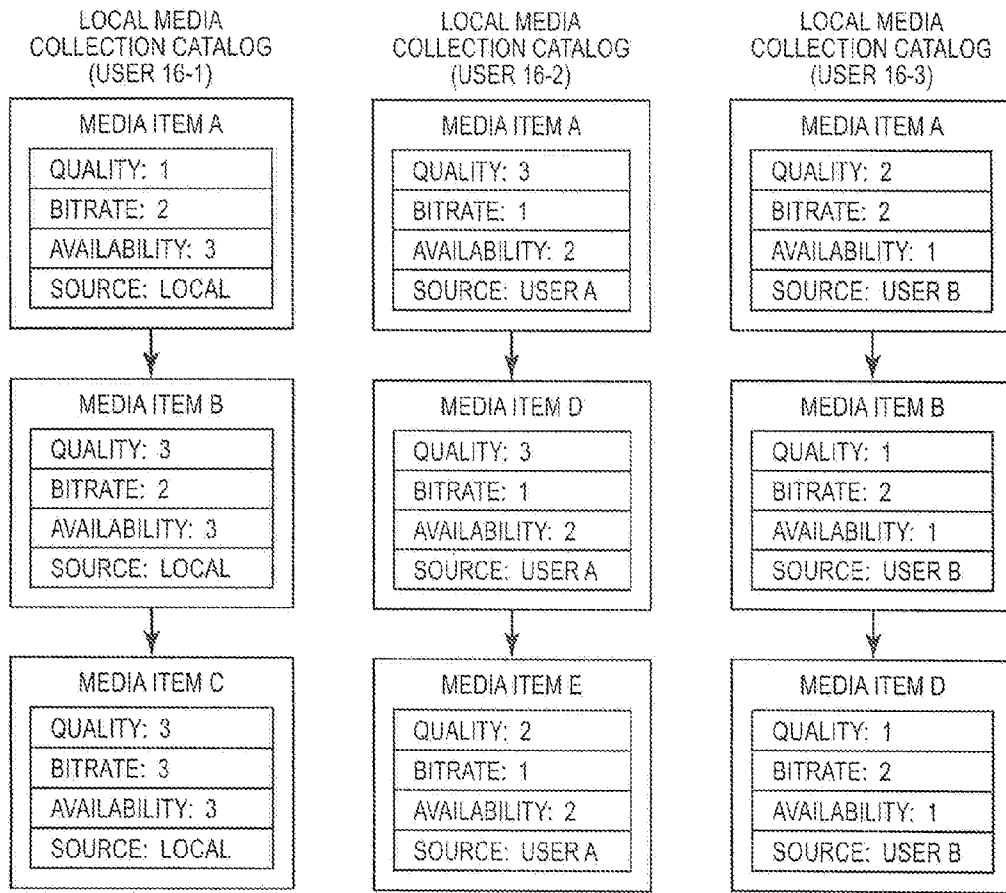 LOCAL MEDIA
COLLECTION CATALOG
(USER 16-1)
MEDIA ITEM A
QUALITY: 1
BITRATE: 2
AVAILABILITY: 3
SOURCE: LOCAL
MEDIA ITEM B
QUALITY: 3
BITRATE: 2
AVAILABILITY: 3
SOURCE: LOCAL
MEDIA ITEM C
QUALITY: 3
BITRATE: 3
AVAILABILITY: 3
SOURCE: LOCAL
LOCAL MEDIA
COLLECTION CATALOG
(USER 16-2)
MEDIA ITEM A
QUALITY: 3
BITRATE: 1
AVAILABILITY: 2
SOURCE: USER A
MEDIA ITEM D
QUALITY: 3
BITRATE: 1
AVAILABILITY: 2
SOURCE: USER A
MEDIA ITEM E
QUALITY: 2
BITRATE: 1
AVAILABILITY: 2
SOURCE: USER A
LOCAL MEDIA
COLLECTION CATALOG
(USER 16-3)
MEDIA ITEM A
QUALITY: 2
BITRATE: 2
AVAILABILITY: 1
SOURCE: USER B
MEDIA ITEM B
QUALITY: 1
BITRATE: 2
AVAILABILITY: 1
SOURCE: USER B
MEDIA ITEM D
QUALITY: 1
BITRATE: 2
AVAILABILITY: 1
SOURCE: USER B